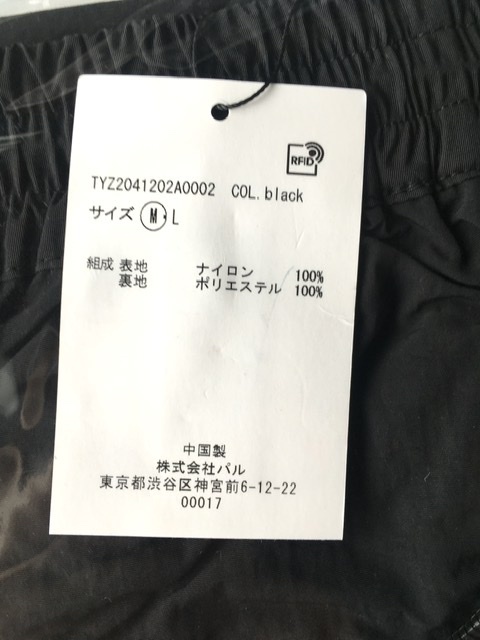 RFID
TYZ2041202A0002 COL.black
サイズ M・L
組成 表地 ナイロン 100%
裏地 ポリエステル 100%
中国製
株式会社パル
東京都渋谷区神宮前6-12-22
00017